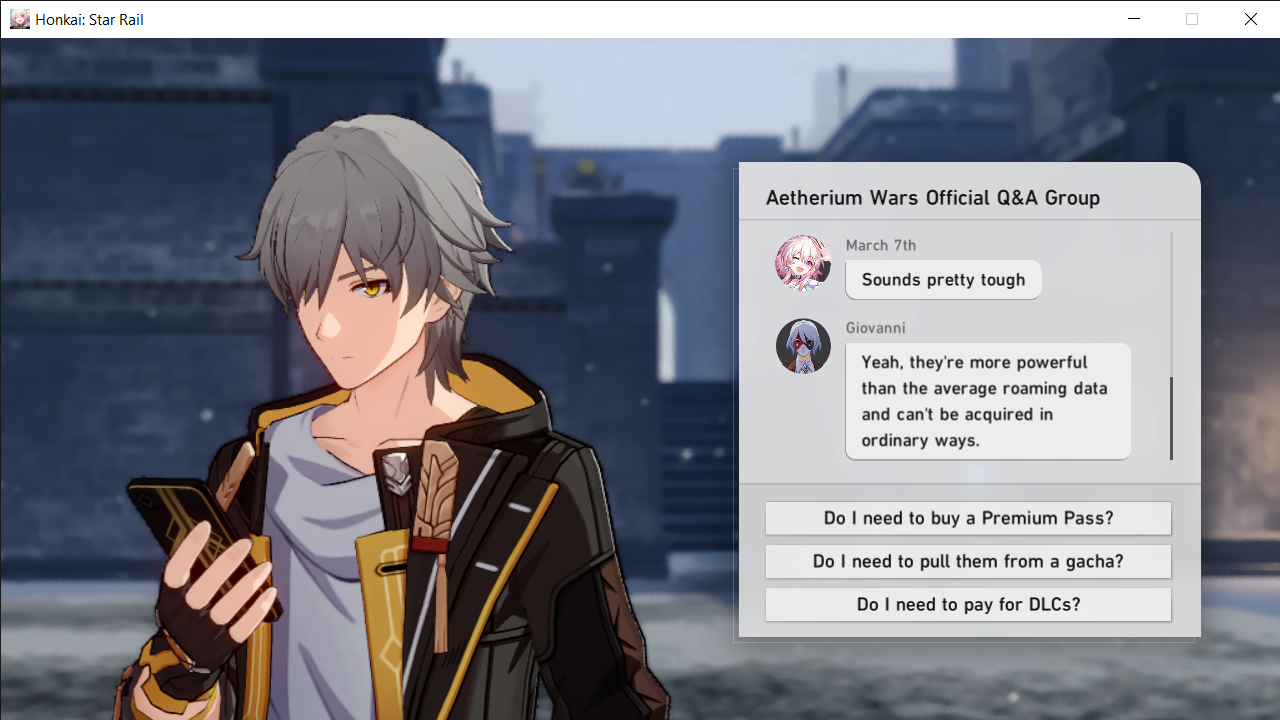 Honkai: Star Rail
Aetherium Wars Official Q&A Group
March 7th
Sounds pretty tough
Giovanni
Yeah, they're more powerful
than the average roaming data
and can't be acquired in
ordinary ways.
Do I need to buy a Premium Pass?
Do I need to pull them from a gacha?
Do I need to pay for DLCs?